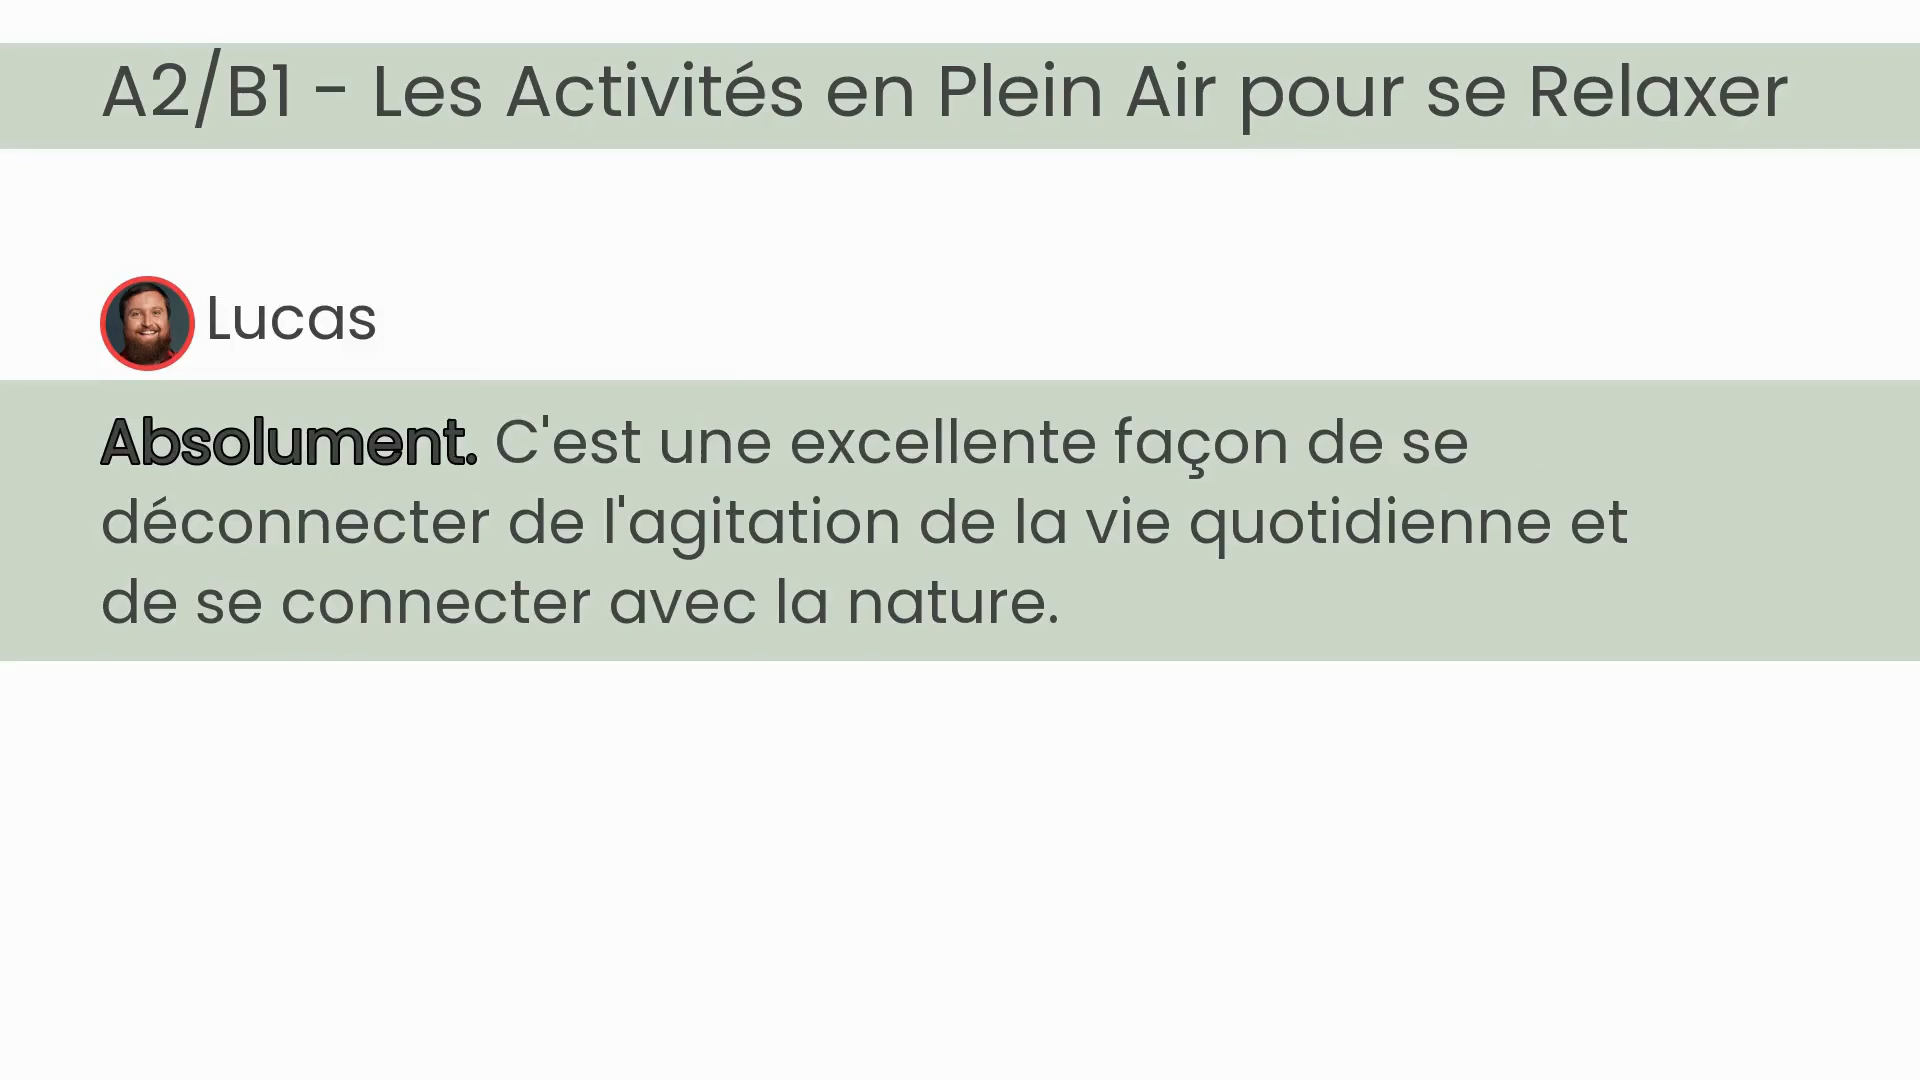 A2/B1 - Les Activités en Plein Air pour se Relaxer
Lucas
Absolument. C'est une excellente façon de se
déconnecter de l'agitation de la vie quotidienne et
de se connecter avec la nature.